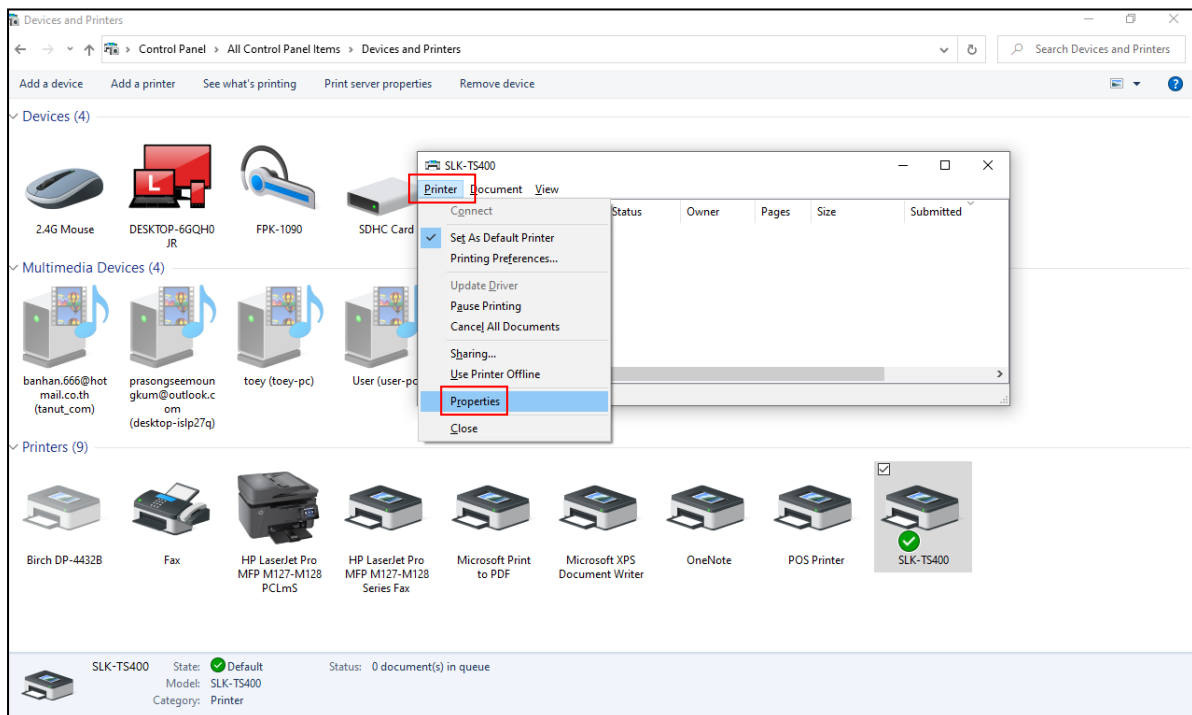 Devices and Printers
Control Panel > All Control Panel Items > Devices and Printers
Search Devices and Printers
Add a device Add a printer See what's printing Print server properties Remove device
Devices (4)
2.4G Mouse
DESKTOP-6GQH0
JR
FPK-1090
SDHC Card
Multimedia Devices (4)
banhan.666@hot
mail.co.th
(tanut_com)
prasongseemoun
gkum@outlook.c
om
(desktop-islp27q)
toey (toey-pc)
User (user-pc
SLK-TS400
Printer Document View
Status Owner Pages Size Submitted
Connect
Set As Default Printer
Printing Preferences...
Update Driver
Pause Printing
Cancel All Documents
Sharing...
Use Printer Offline
Properties
Close
Printers (9)
Birch DP-4432B
Fax
HP LaserJet Pro
MFP M127-M128
PCLmS
HP LaserJet Pro
MFP M127-M128
Series Fax
Microsoft Print
to PDF
Microsoft XPS
Document Writer
OneNote
POS Printer
SLK-TS400
SLK-TS400 State: Default Status: 0 document(s) in queue
Model: SLK-TS400
Category: Printer